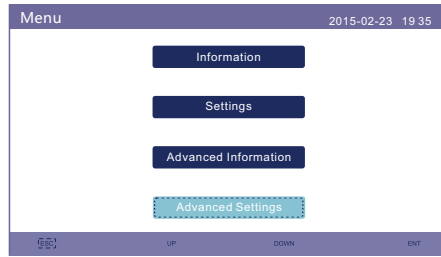 Menu
2015-02-23 19 35
Information
Settings
Advanced Information
Advanced Settings
ESC UP DOWN ENT